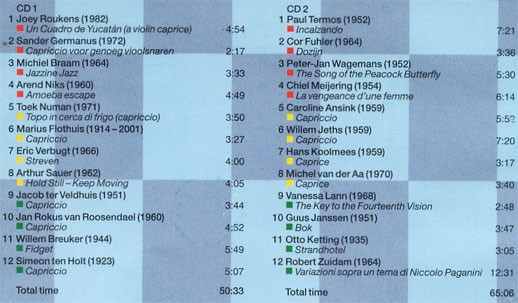 CD 1
1 Joey Roukens (1982)
Un Cuadro de Yucatán (a violin caprice) 4:54
2 Sander Germanus (1972)
Capriccio voor genoeg vioolsnaren 2:17
3 Michiel Braam (1964)
Jazzine Jazz 3:33
4 Arend Niks (1960)
Amoeba escape 4:49
5 Toek Numan (1971)
Topo in cerca di frigo (capriccio) 3:50
6 Marius Flothuis (1914 – 2001)
Capriccio 3:27
7 Eric Verbugt (1966)
Streven 4:00
8 Arthur Sauer (1962)
Hold Still – Keep Moving 4:05
9 Jacob ter Veldhuis (1951)
Capriccio 3:44
10 Jan Rokus van Roosendael (1960)
Capriccio 4:52
11 Willem Breuker (1944)
Fidget 5:49
12 Simeon ten Holt (1923)
Capriccio 5:07
Total time 50:33
CD 2
1 Paul Termos (1952)
Incalzando 7:21
2 Cor Fuhler (1964)
Dozijn 3:36
3 Peter-Jan Wagemans (1952)
The Song of the Peacock Butterfly 5:30
4 Chiel Meijering (1954)
La vengeance d'une femme 6:14
5 Caroline Ansink (1959)
Capriccio
6 Willem Jeths (1959)
Capriccio 7:20
7 Hans Koolmees (1959)
Caprice 3:17
8 Michel van der Aa (1970)
Caprice 3:40
9 Vanessa Lann (1968)
The Key to the Fourteenth Vision 2:48
10 Guus Janssen (1951)
Bok 3:47
11 Otto Ketting (1935)
Strandhotel 3:05
12 Robert Zuidam (1964)
Variazioni sopra un tema di Niccolo Paganini 12:31
Total time 65:06